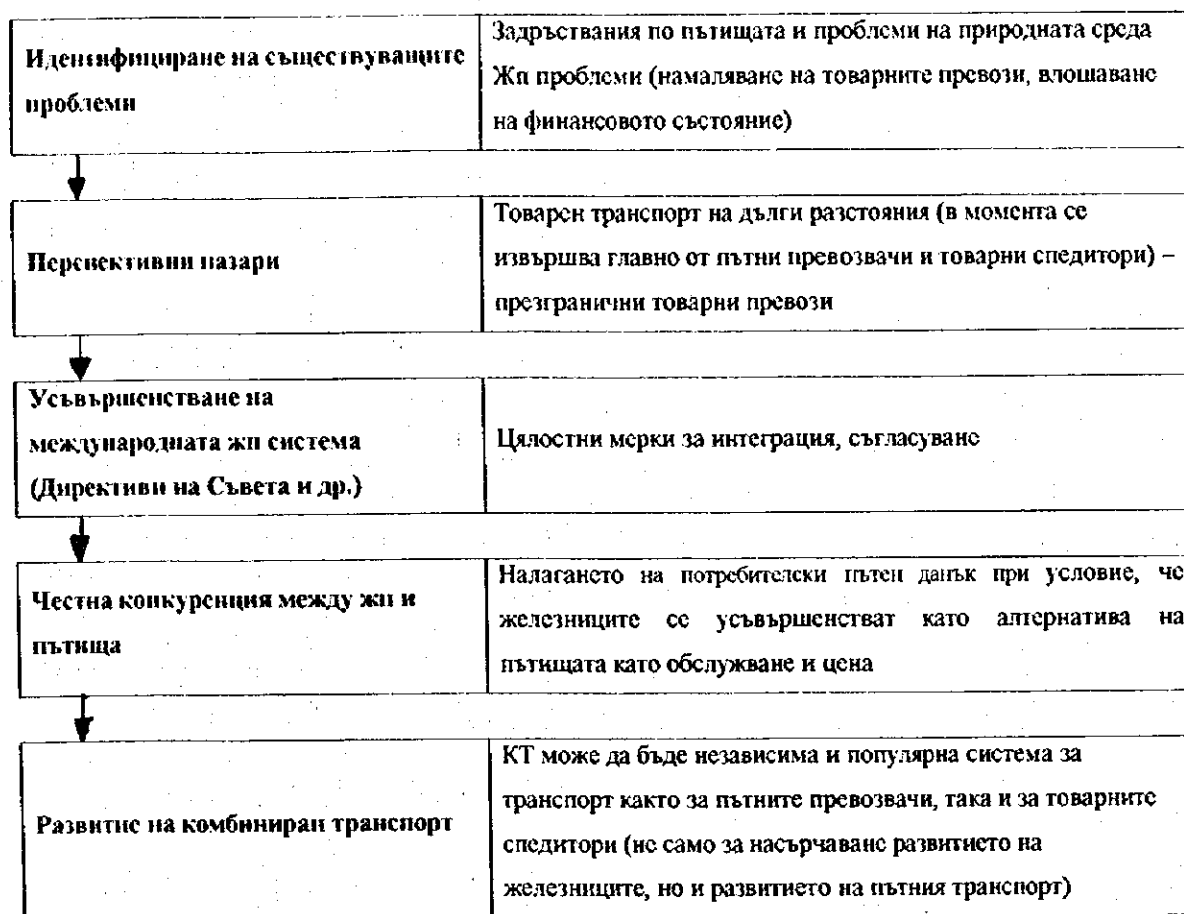 Идентифициране на съществуващите
проблеми
Задръствания по пътищата и проблеми на природната среда
Жп проблеми (намаляване на товарните превози, влошаване
на финансовото състояние)
Перспективни пазари
Товарен транспорт на дълги разстояния (в момента се
извършва главно от пътни превозвачи и товарни спедитори) –
презгранични товарни превози
Усъвършенстване на
международната жп система
(Директиви на Съвета и др.)
Цялостни мерки за интеграция, съгласуване
Честна конкуренция между жп и
пътища
Налагането на потребителски пътен данък при условие, че
железниците се усъвършенстват като алтернатива на
пътищата като обслужване и цена
Развитие на комбиниран транспорт
КТ може да бъде независима и популярна система за
транспорт както за пътните превозвачи, така и за товарните
спедитори (не само за насърчаване развитието на
железниците, но и развитието на пътния транспорт)